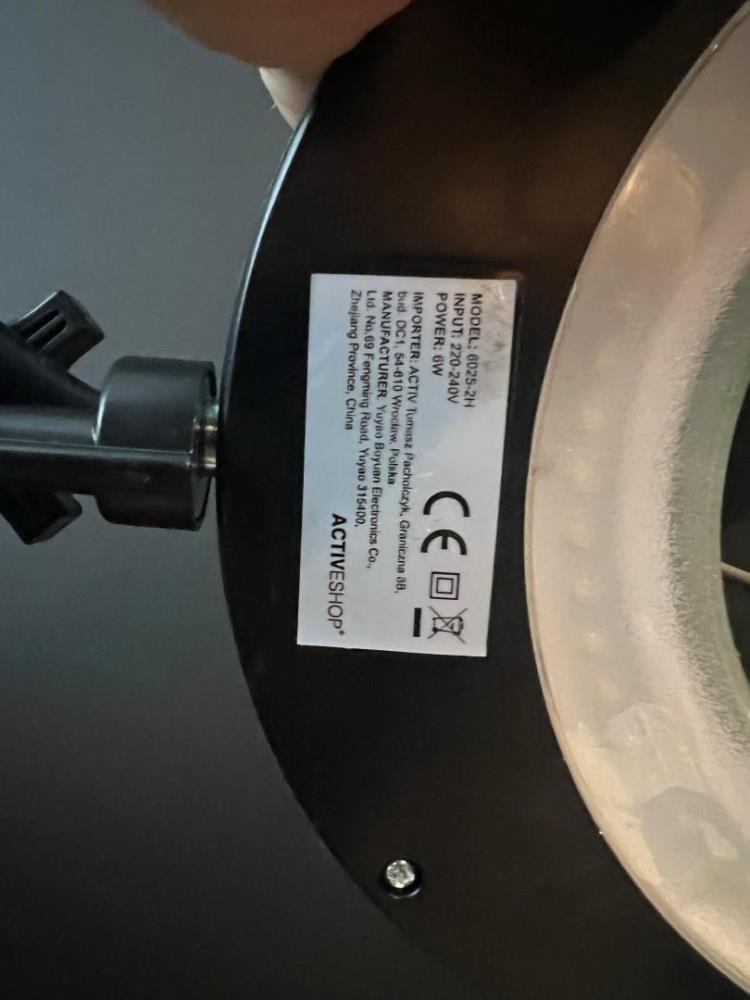 MODEL: 6025-2H
INPUT: 220-240V
POWER: 6W
IMPORTER: ACTIV Tomasz Pacholczyk, Graniczna 8B,
bud. DC1, 54-610 Wrocław, Polska
MANUFACTURER: Yuyao Boyuan Electronics Co.,
Ltd. No.69 Fengming Road, Yuyao 315400,
Zhejiang Province, China
CE
ACTIVESHOP®